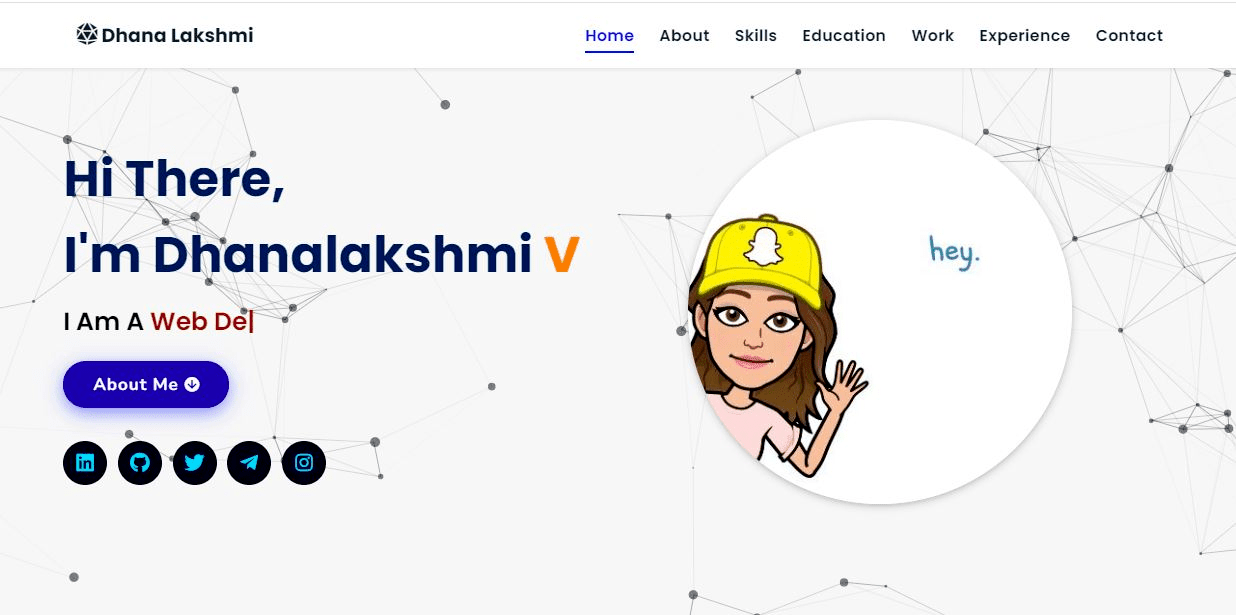 Dhana Lakshmi
Home About Skills Education Work Experience Contact
Hi There,
I'm Dhanalakshmi V
I Am A Web De|
About Me
hey.